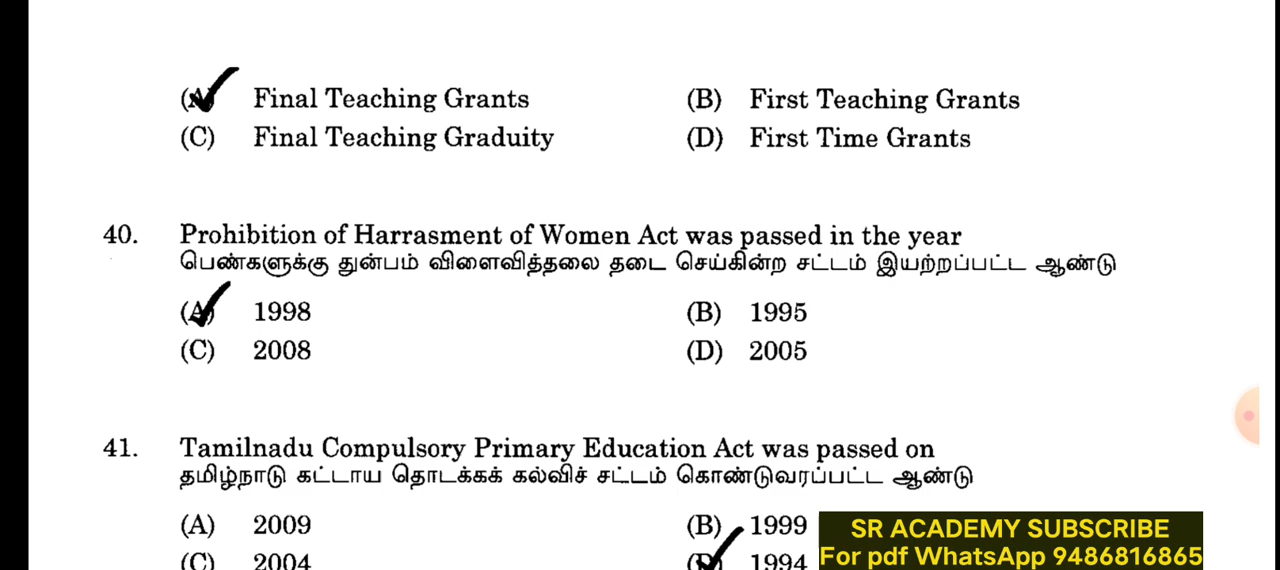 (A) Final Teaching Grants (B) First Teaching Grants
(C) Final Teaching Graduity (D) First Time Grants
40. Prohibition of Harrasment of Women Act was passed in the year
பெண்களுக்கு துன்பம் விளைவித்தலை தடை செய்கின்ற சட்டம் இயற்றப்பட்ட ஆண்டு
(A) 1998 (B) 1995
(C) 2008 (D) 2005
41. Tamilnadu Compulsory Primary Education Act was passed on
தமிழ்நாடு கட்டாய தொடக்கக் கல்விச் சட்டம் கொண்டுவரப்பட்ட ஆண்டு
(A) 2009 (B) 1999
(C) 2004 (D) 1994
SR ACADEMY SUBSCRIBE
For pdf WhatsApp 9486816865